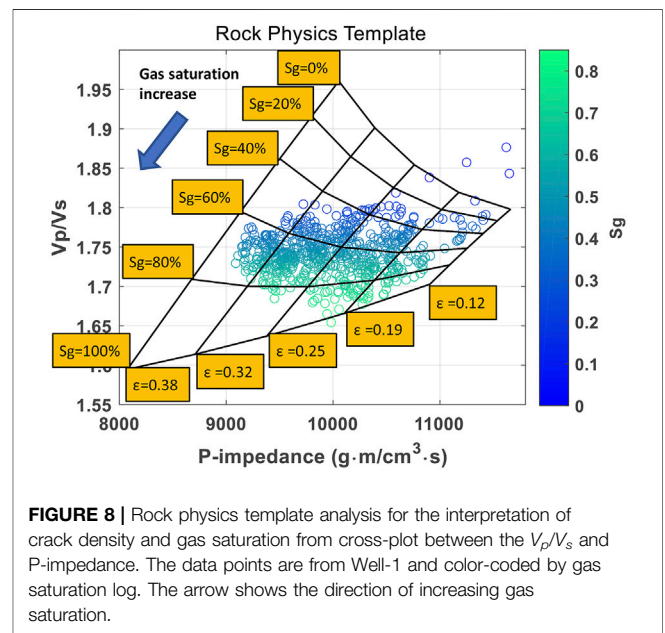 Rock Physics Template
Gas saturation
increase
Sg=0%
Sg=20%
Sg=40%
Sg=60%
Sg=80%
Sg=100%
ε=0.38
ε=0.32
ε=0.25
ε=0.19
ε=0.12
1.95
1.9
1.85
1.8
1.75
1.7
1.65
1.55
Vp/Vs
8000
9000
10000
11000
P-impedance (g·m/cm³·s)
0.8
0.7
0.6
0.5
0.4
0.3
0.2
0.1
0
Sg
FIGURE 8 | Rock physics template analysis for the interpretation of
crack density and gas saturation from cross-plot between the Vp/Vs and
P-impedance. The data points are from Well-1 and color-coded by gas
saturation log. The arrow shows the direction of increasing gas
saturation.